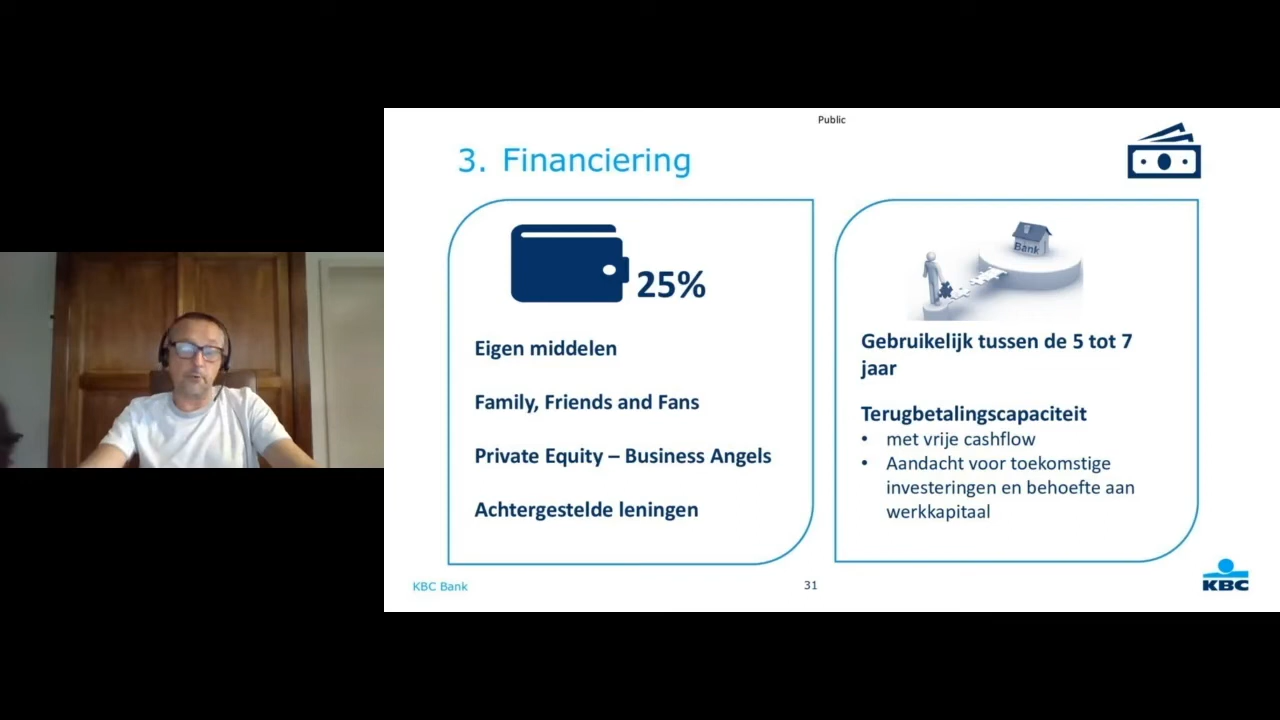 Public
3. Financiering
25%
Eigen middelen
Family, Friends and Fans
Private Equity – Business Angels
Achtergestelde leningen
Bank
Gebruikelijk tussen de 5 tot 7
jaar
Terugbetalingscapaciteit
• met vrije cashflow
• Aandacht voor toekomstige
investeringen en behoefte aan
werkkapitaal
KBC Bank
31
KBC